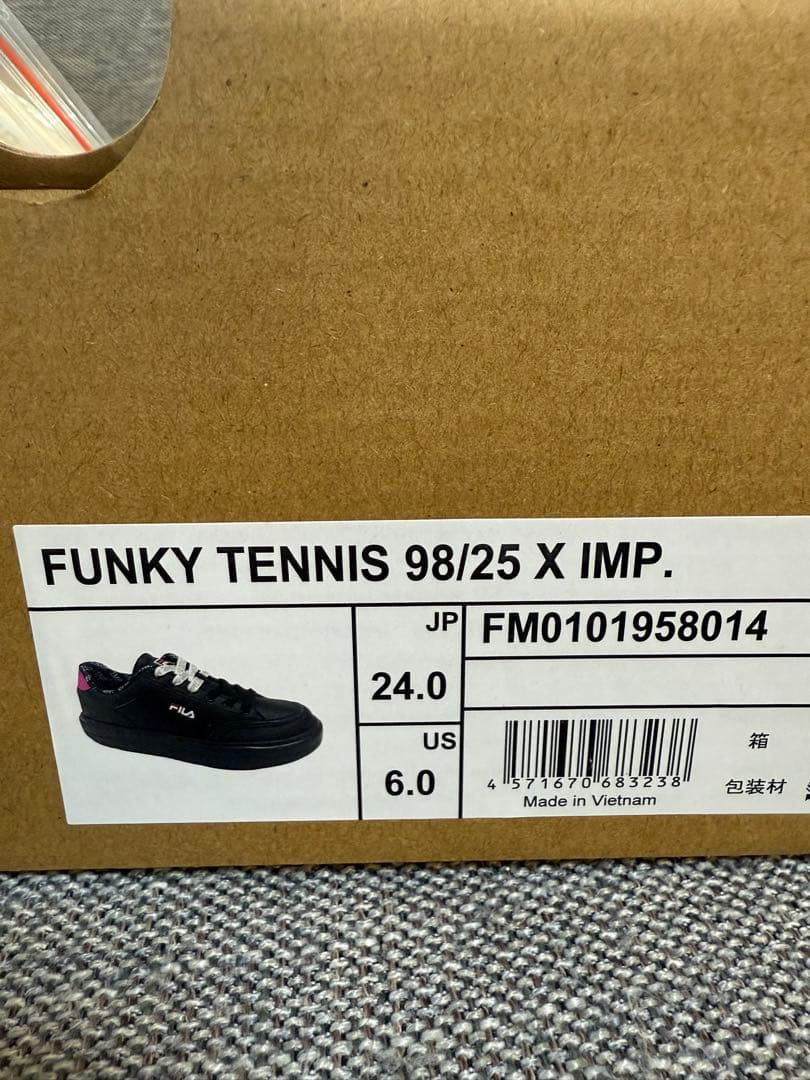 FUNKY TENNIS 98/25 X IMP.
FILA
JP
24.0
US
6.0
FM0101958014
4 571670 683238
Made in Vietnam
箱
包装材